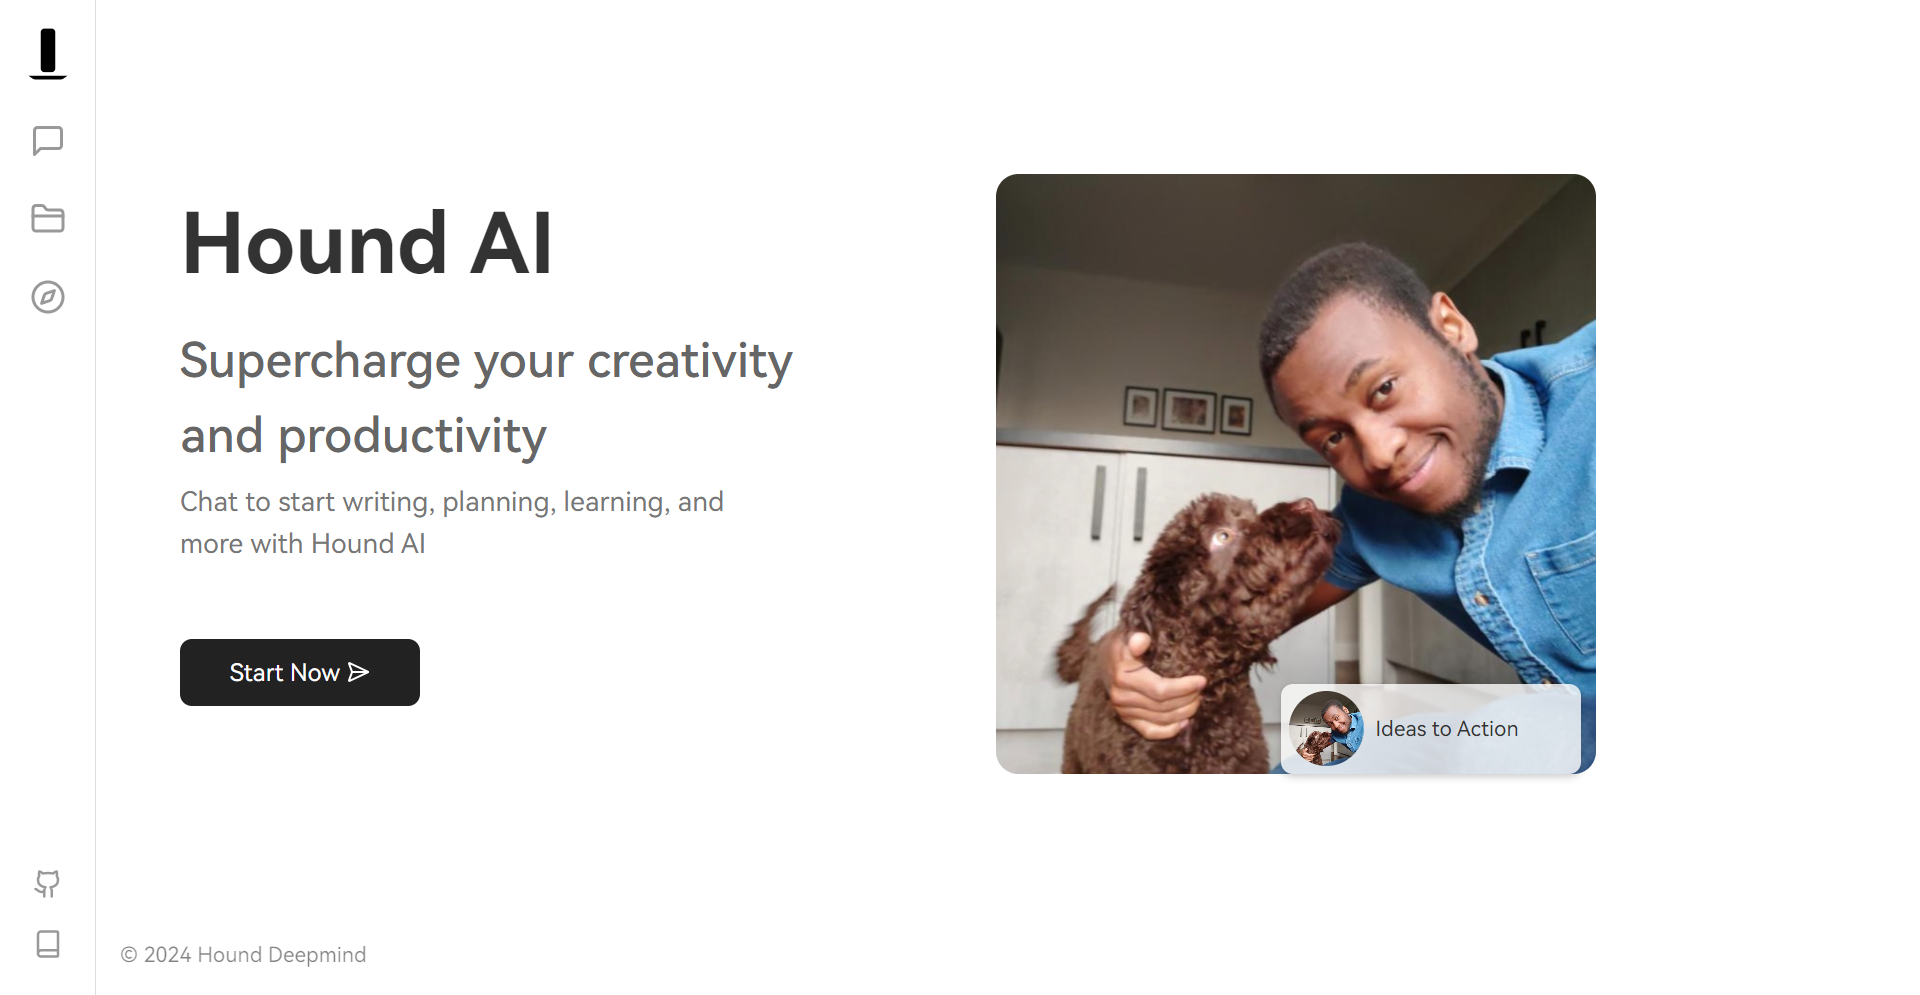 Hound AI
Supercharge your creativity
and productivity
Chat to start writing, planning, learning, and
more with Hound AI
Start Now
Ideas to Action
© 2024 Hound Deepmind